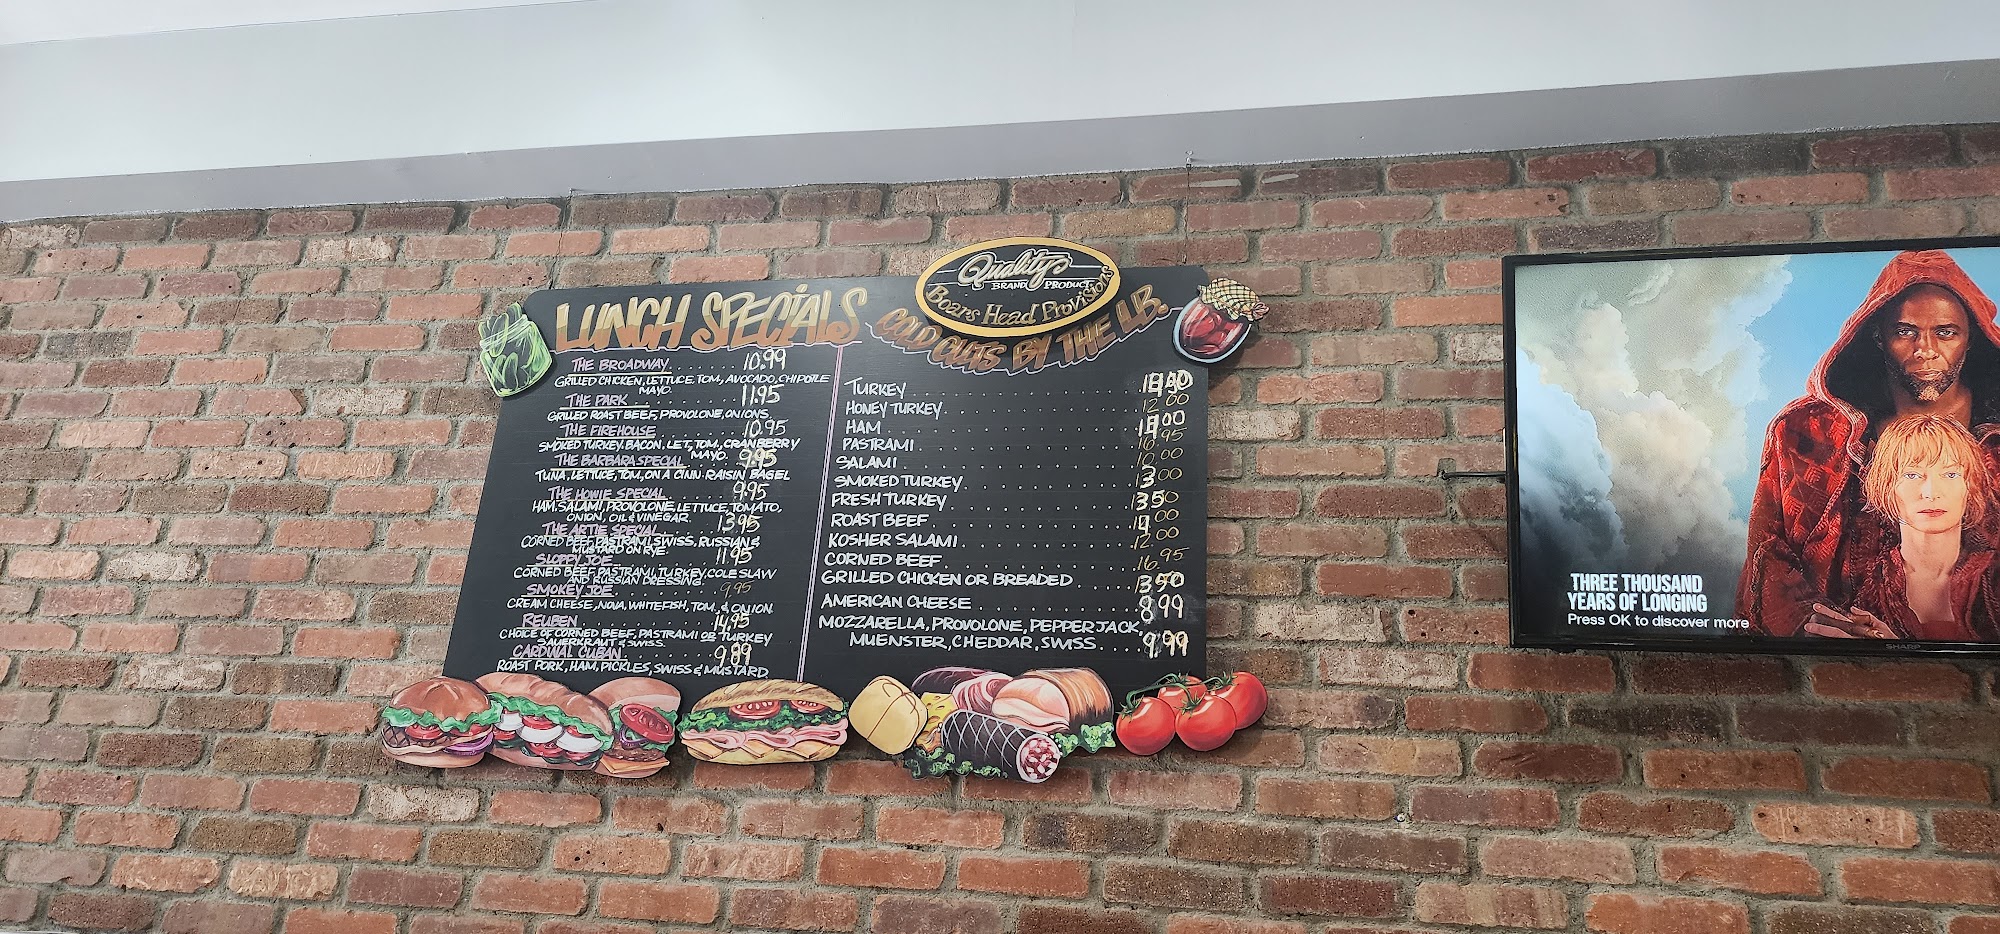 LUNCH SPECIALS
THE BROADWAY 10.99
GRILLED CHICKEN, LETTUCE, TOM, AVOCADO, CHIPOTLE
MAYO.
THE PARK 11.95
GRILLED ROAST BEEF, PROVOLONE, ONIONS.
THE FIREHOUSE 10.95
SMOKED TURKEY, BACON, LET, TOM, CRANBERRY
MAYO.
THE BARBARA SPECIAL 9.95
TUNA, LETTUCE, TOM, ON A CINN. RAISIN BAGEL
THE HOWIE SPECIAL 9.95
HAM, SALAMI, PROVOLONE, LETTUCE, TOMATO,
ONION, OIL & VINEGAR.
THE ARTIE SPECIAL 13.95
CORNED BEEF, PASTRAMI, SWISS, RUSSIAN &
MUSTARD ON RYE.
SLOPPY JOE 11.95
CORNED BEEF, PASTRAMI, TURKEY, COLE SLAW
AND RUSSIAN DRESSING.
SMOKEY JOE 9.95
CREAM CHEESE, NOVA, WHITEFISH, TOM, & ONION
REUBEN 14.95
CHOICE OF CORNED BEEF, PASTRAMI OR TURKEY
SAUERKRAUT & SWISS.
CARDINAL CUBAN 9.89
ROAST PORK, HAM, PICKLES, SWISS & MUSTARD
Quality
BRAND PRODUCT
Boars Head Provisions
COLD CUTS BY THE LB.
TURKEY
HONEY TURKEY 12.00
HAM
PASTRAMI 16.95
SALAMI 10.00
SMOKED TURKEY
FRESH TURKEY
ROAST BEEF
KOSHER SALAMI 12.00
CORNED BEEF 16.95
GRILLED CHICKEN OR BREADED 13.50
AMERICAN CHEESE 8.99
MOZZARELLA, PROVOLONE, PEPPER JACK,
MUENSTER, CHEDDAR, SWISS 9.99
THREE THOUSAND
YEARS OF LONGING
Press OK to discover more
SHARP